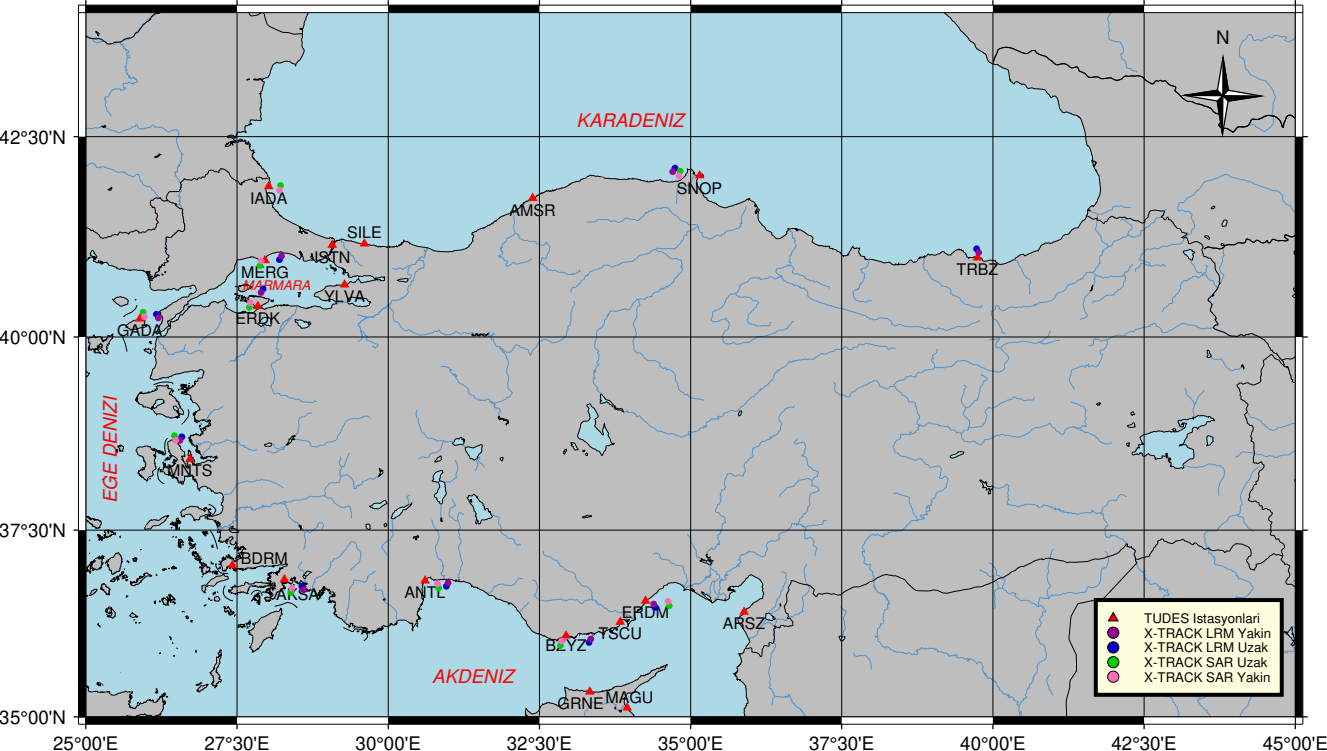 N
KARADENIZ
42°30'N
SNOP
IADA
AMSR
SILE
ISTN
MERG
TRBZ
MARMARA
YLVA
ERDK
GADA
40°00'N
EGE DENIZI
MNTS
37°30'N
BDRM
AKSA
ANTL
ERDM
ARSZ
TSCU
BZYZ
AKDENIZ
GRNE
MAGU
TUDES Istasyonlari
X-TRACK LRM Yakin
X-TRACK LRM Uzak
X-TRACK SAR Uzak
X-TRACK SAR Yakin
35°00'N
25°00'E
27°30'E
30°00'E
32°30'E
35°00'E
37°30'E
40°00'E
42°30'E
45°00'E